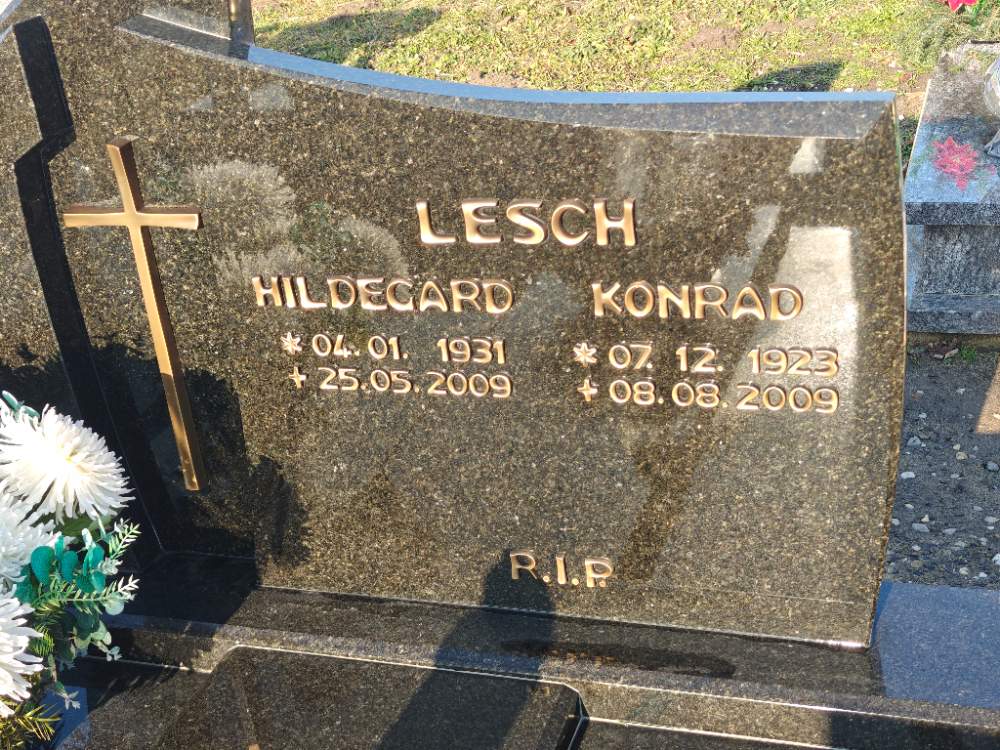 LESCH
HILDEGARD
* 04. 01. 1931
+ 25.05.2009
KONRAD
* 07. 12. 1923
+ 08.08.2009
R.I.P.